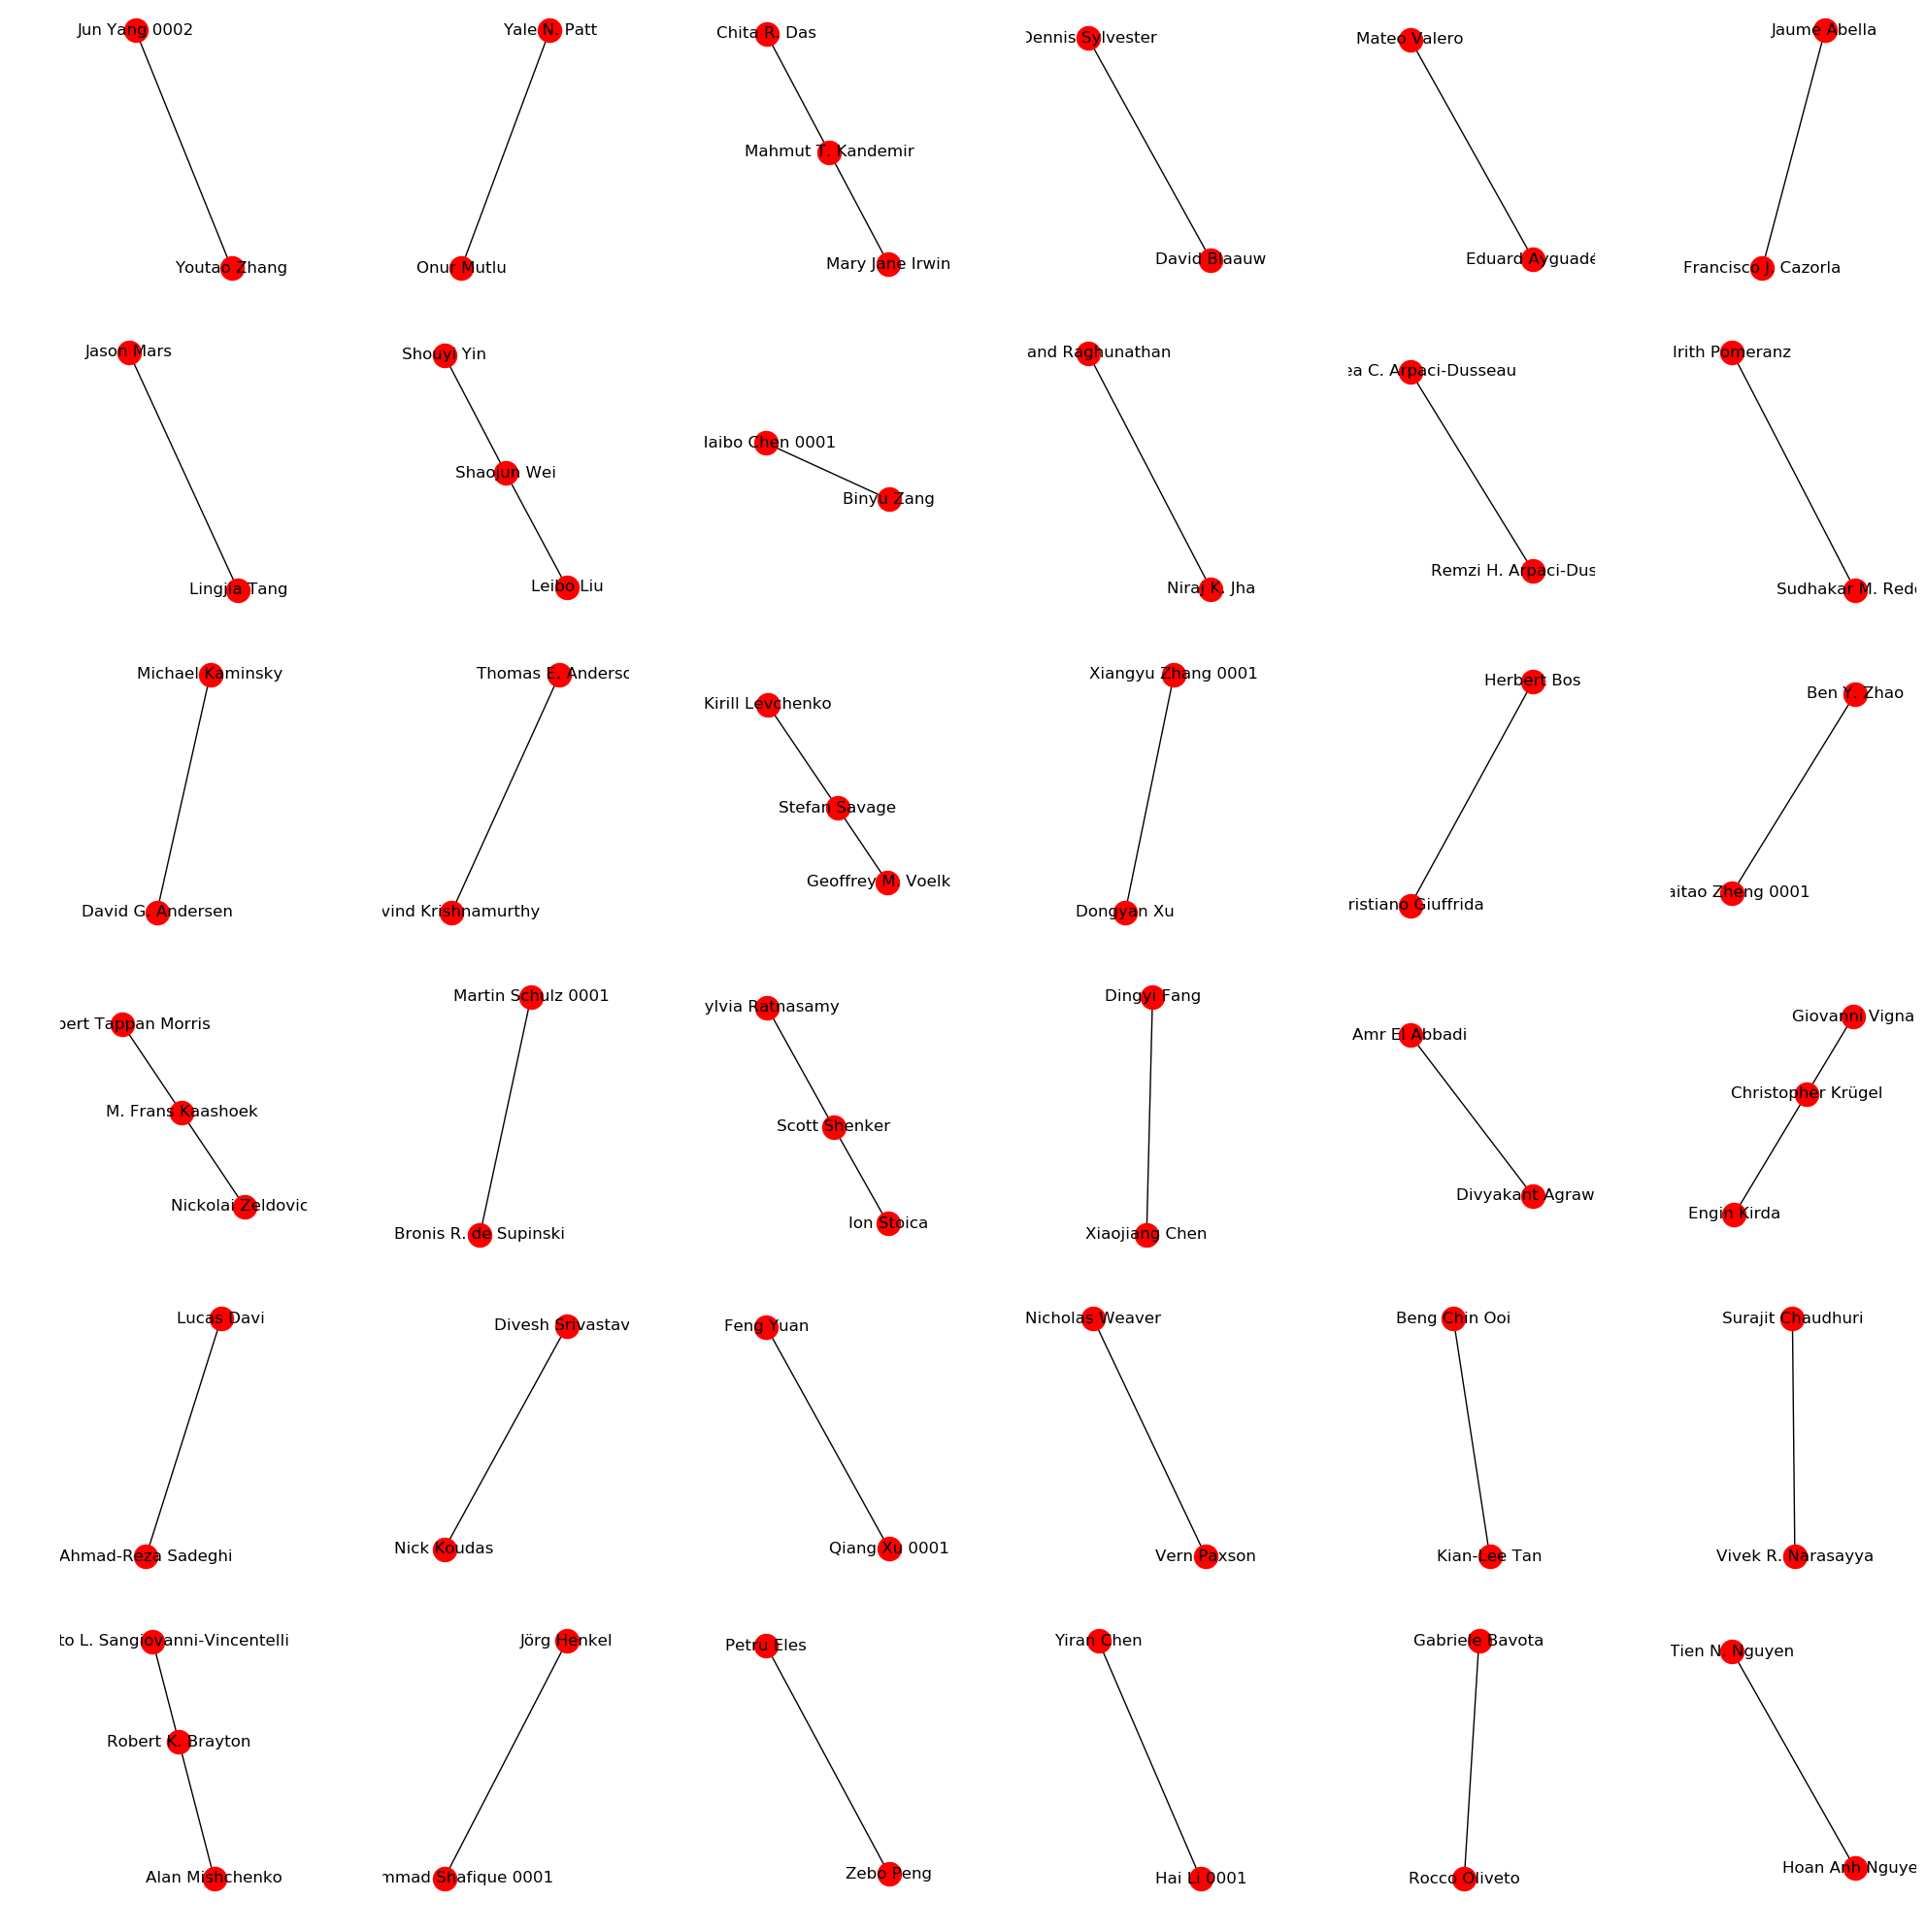 Jun Yang 0002
Youtao Zhang
Yale N. Patt
Onur Mutlu
Chita R. Das
Mahmut T. Kandemir
Mary Jane Irwin
Dennis Sylvester
David Blaauw
Mateo Valero
Eduard Ayguadé
Jaume Abella
Francisco J. Cazorla
Jason Mars
Lingjia Tang
Shouyi Yin
Shaojun Wei
Leibo Liu
Chen 0001
Binyu Zang
and Raghunathan
Niraj K. Jha
ea C. Arpaci-Dusseau
Remzi H. Arpaci-Dus
Irith Pomeranz
Sudhakar M. Red
Michael Kaminsky
David G. Andersen
Thomas E. Anderso
vind Krishnamurthy
Kirill Levchenko
Stefan Savage
Geoffrey M. Voelk
Xiangyu Zhang 0001
Dongyan Xu
Herbert Bos
ristiano Giuffrida
Ben Y. Zhao
aitao Zheng 0001
bert Tappan Morris
M. Frans Kaashoek
Nickolai Zeldovic
Martin Schulz 0001
Bronis R. de Supinski
ylvia Ratnasamy
Scott Shenker
Ion Stoica
Dingyi Fang
Xiaojiang Chen
Amr El Abbadi
Divyakant Agraw
Giovanni Vigna
Christopher Krügel
Engin Kirda
Lucas Davi
Ahmad-Reza Sadeghi
Divesh Srivastav
Nick Koudas
Feng Yuan
Qiang Xu 0001
Nicholas Weaver
Vern Paxson
Beng Chin Ooi
Kian-Lee Tan
Surajit Chaudhuri
Vivek R. Narasayya
to L. Sangiovanni-Vincentelli
Robert K. Brayton
Alan Mishchenko
Jörg Henkel
mmad Shafique 0001
Petru Eles
Zebo Peng
Yiran Chen
Hai Li 0001
Gabriele Bavota
Rocco Oliveto
Tien N. Nguyen
Hoan Anh Nguye